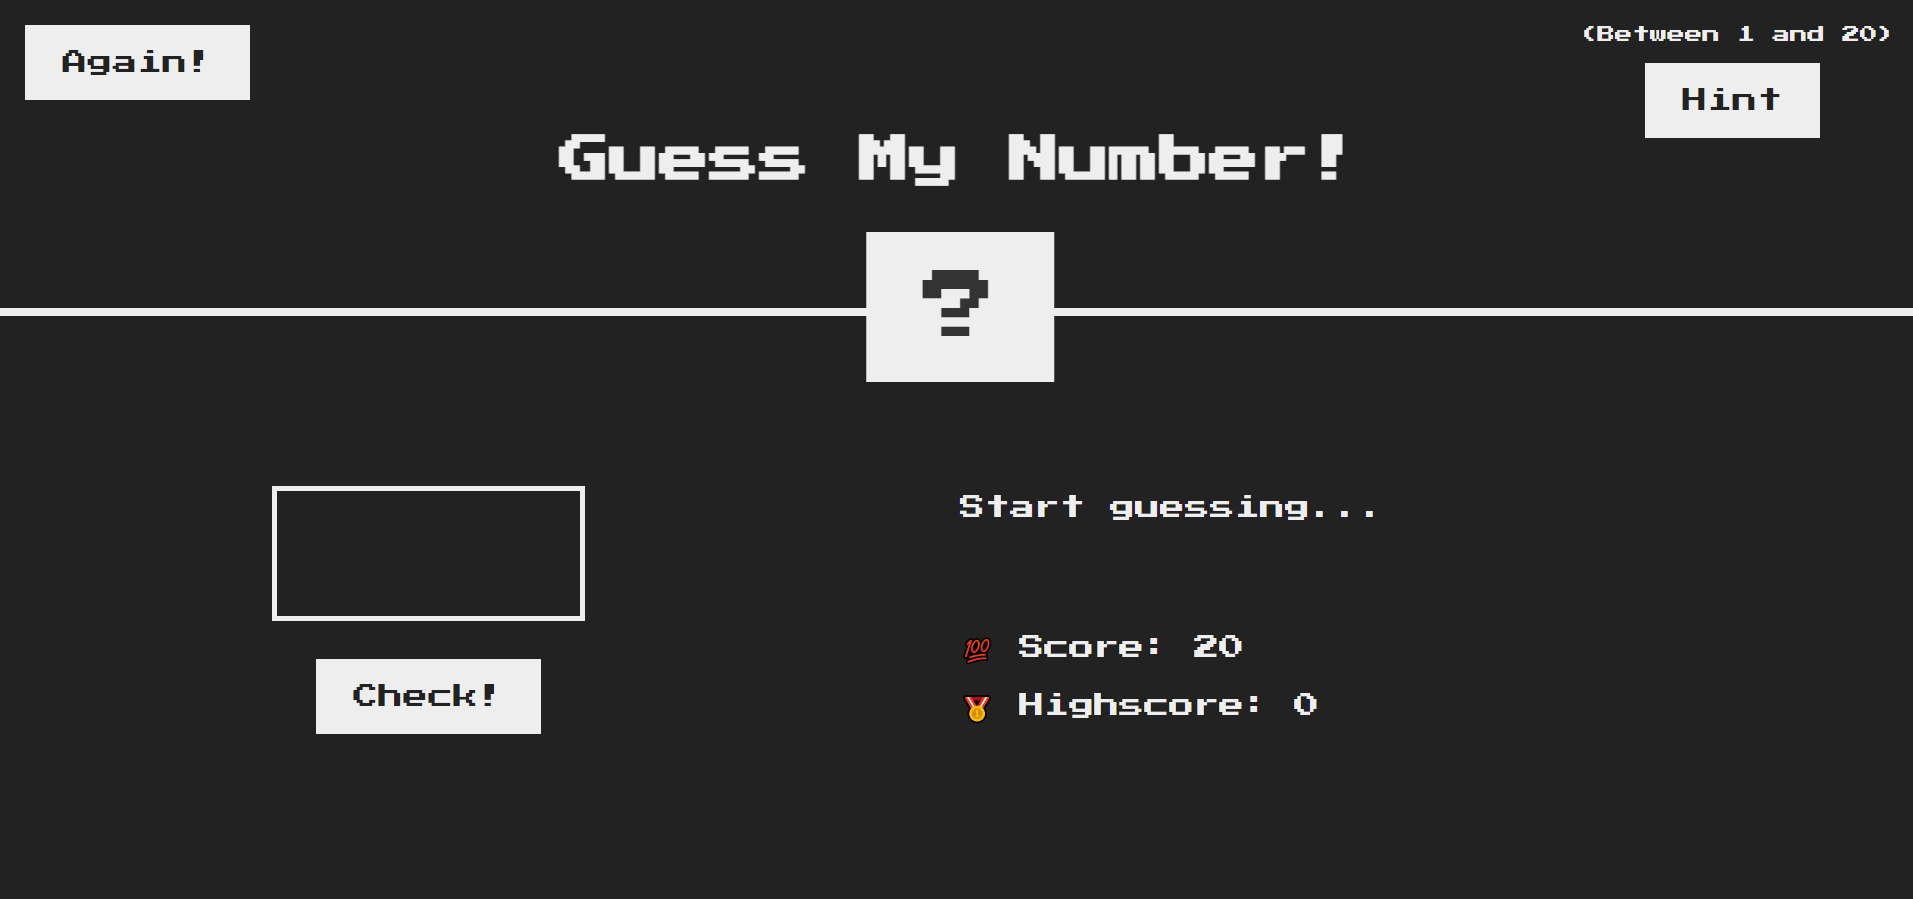 Again!
(Between 1 and 20)
Hint
Guess My Number!
?
Start guessing...
Check!
💯 Score: 20
🥇 Highscore: 0